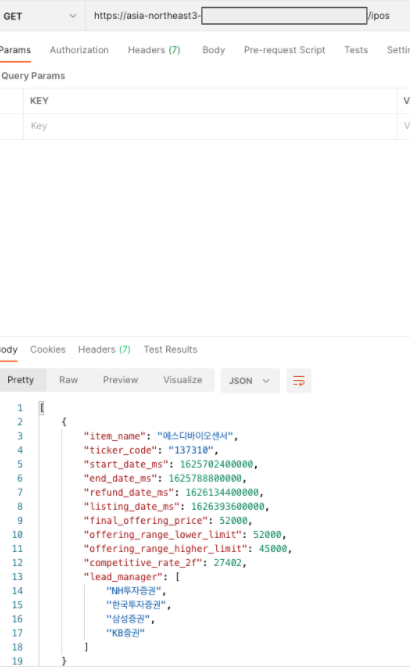 GET https://asia-northeast3- /ipos
Params Authorization Headers (7) Body Pre-request Script Tests
Query Params
KEY
Key
Body Cookies Headers (7) Test Results
Pretty Raw Preview Visualize JSON
1 [
2 {
3 "item_name": "에스디바이오센서",
4 "ticker_code": "137310",
5 "start_date_ms": 1625702400000,
6 "end_date_ms": 1625788800000,
7 "refund_date_ms": 1626134400000,
8 "listing_date_ms": 1626393600000,
9 "final_offering_price": 52000,
10 "offering_range_lower_limit": 52000,
11 "offering_range_higher_limit": 45000,
12 "competitive_rate_2f": 27402,
13 "lead_manager": [
14 "NH투자증권",
15 "한국투자증권",
16 "삼성증권",
17 "KB증권"
18 ]
19 }